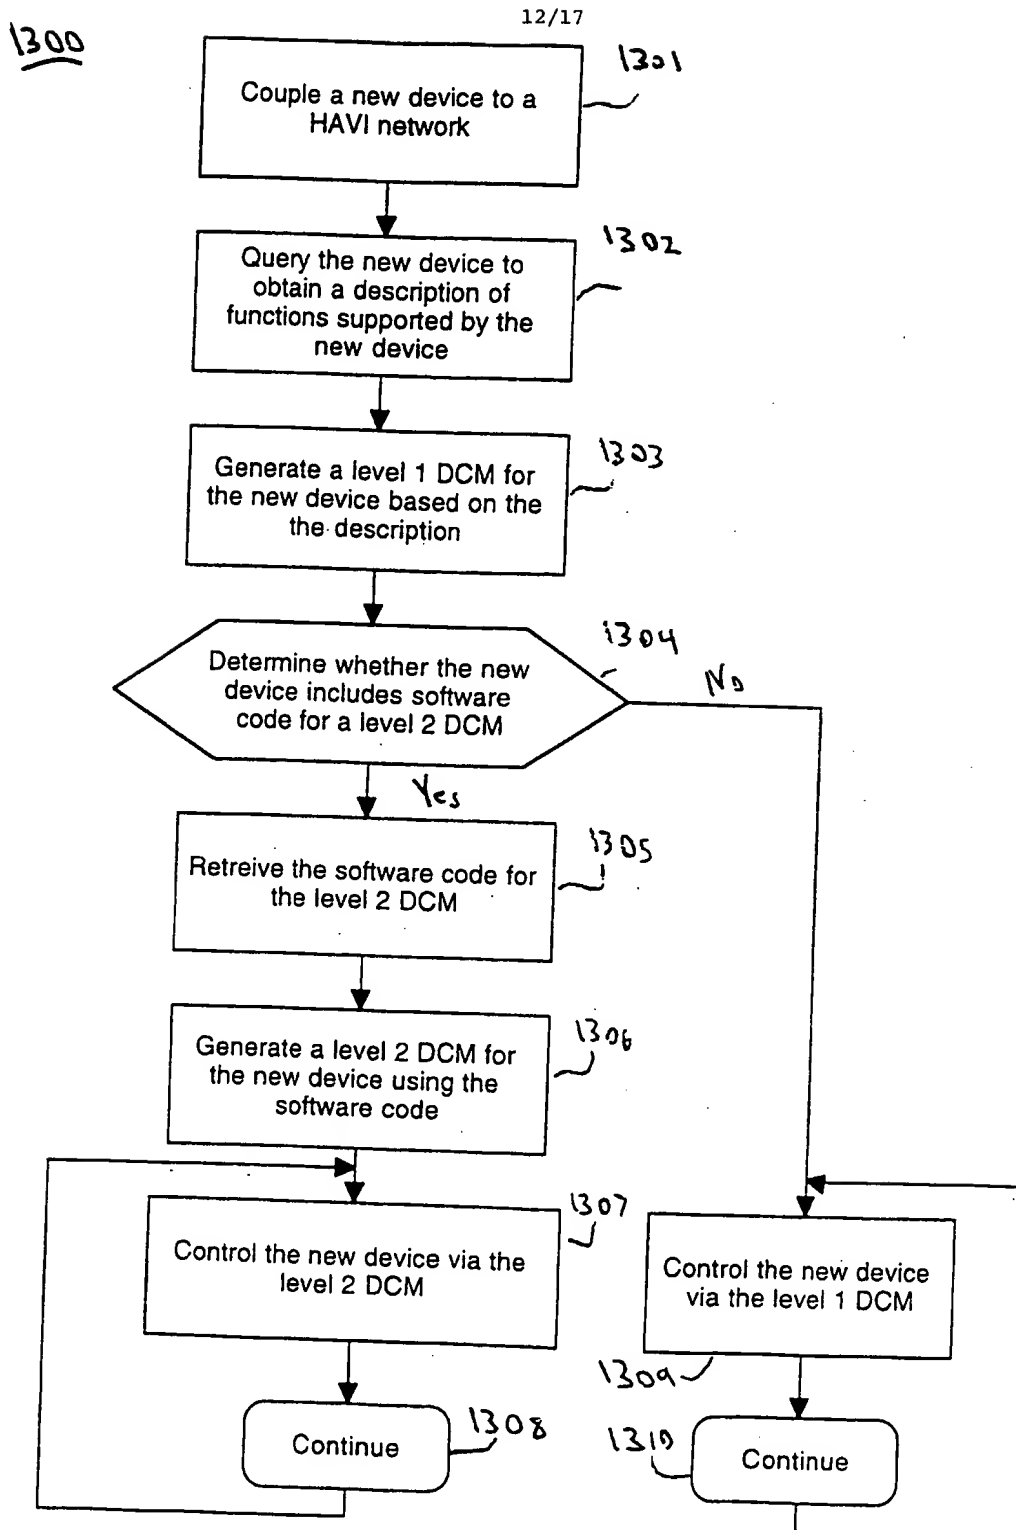 12/17
1300
1301
Couple a new device to a
HAVI network
1302
Query the new device to
obtain a description of
functions supported by the
new device
1303
Generate a level 1 DCM for
the new device based on the
the description
1304
Determine whether the new
device includes software
code for a level 2 DCM
No
Yes
1305
Retreive the software code for
the level 2 DCM
1306
Generate a level 2 DCM for
the new device using the
software code
1307
Control the new device via the
level 2 DCM
Control the new device
via the level 1 DCM
1309
1308
Continue
1310
Continue